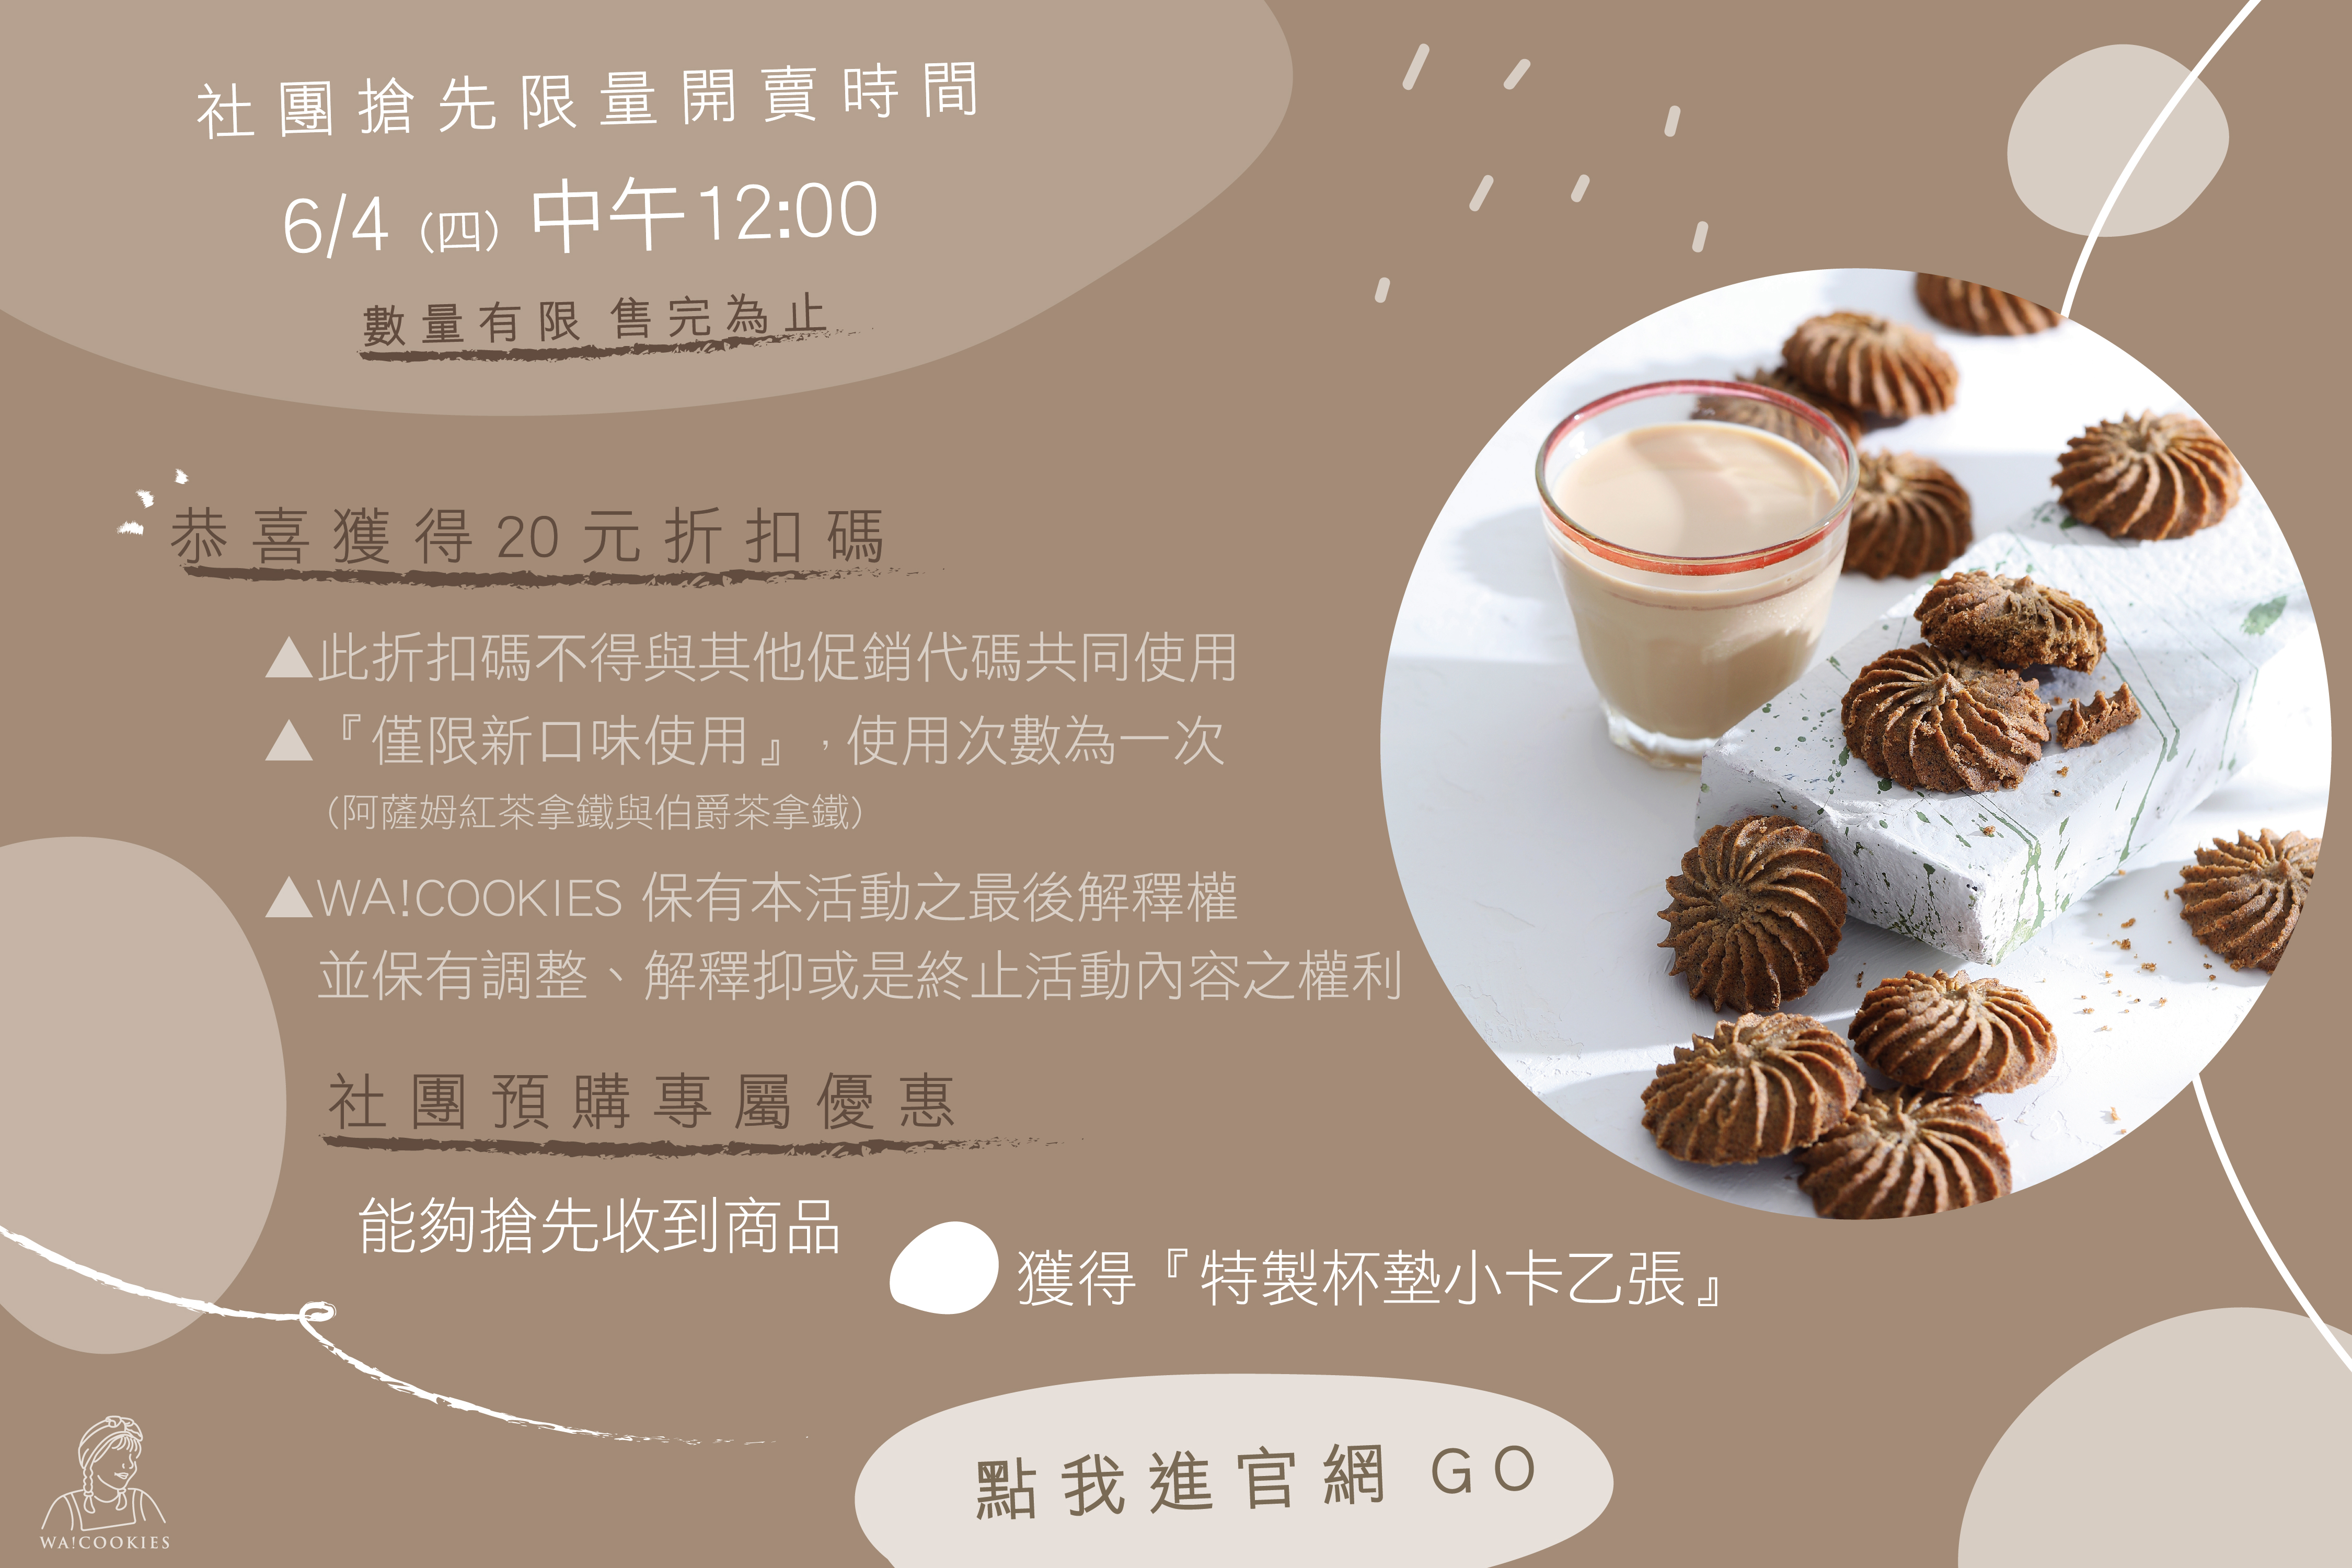 社團搶先限量開賣時間
6/4（四）中午12:00
數量有限 售完為止
恭喜獲得20元折扣碼
▲此折扣碼不得與其他促銷代碼共同使用
▲『僅限新口味使用』，使用次數為一次
(阿薩姆紅茶拿鐵與伯爵茶拿鐵)
▲WA!COOKIES 保有本活動之最後解釋權
並保有調整、解釋抑或是終止活動內容之權利
社團預購專屬優惠
能夠搶先收到商品
獲得『特製杯墊小卡乙張』
點我進官網 GO
WA!COOKIES